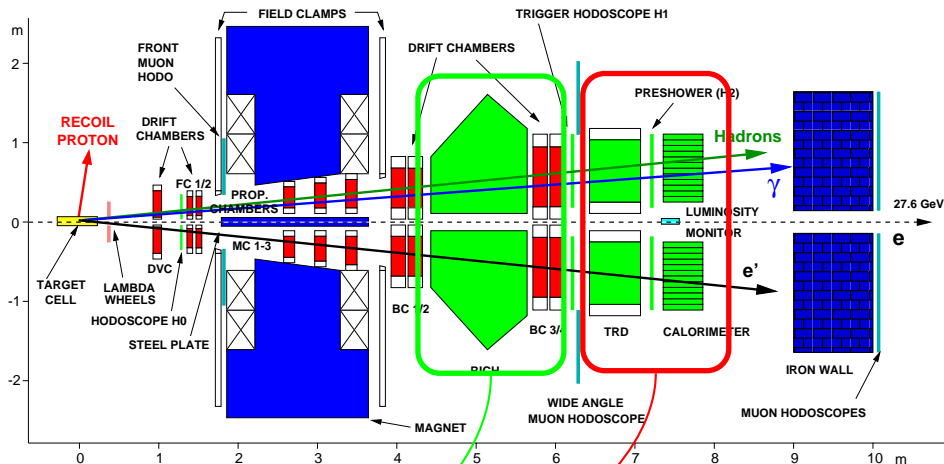 FIELD CLAMPS
TRIGGER HODOSCOPE H1
m
FRONT
MUON
HODO
DRIFT CHAMBERS
2
PRESHOWER (H2)
RECOIL
PROTON
DRIFT
CHAMBERS
1
Hadrons
FC 1/2
γ
PROP.
CHAMBERS
27.6 GeV
0
LUMINOSITY
MONITOR
e
MC 1-3
e'
DVC
TARGET
CELL
LAMBDA
WHEELS
-1
HODOSCOPE H0
STEEL PLATE
BC 1/2
BC 3/4
TRD
CALORIMETER
RICH
IRON WALL
-2
WIDE ANGLE
MUON HODOSCOPE
MUON HODOSCOPES
MAGNET
0 1 2 3 4 5 6 7 8 9 10 m